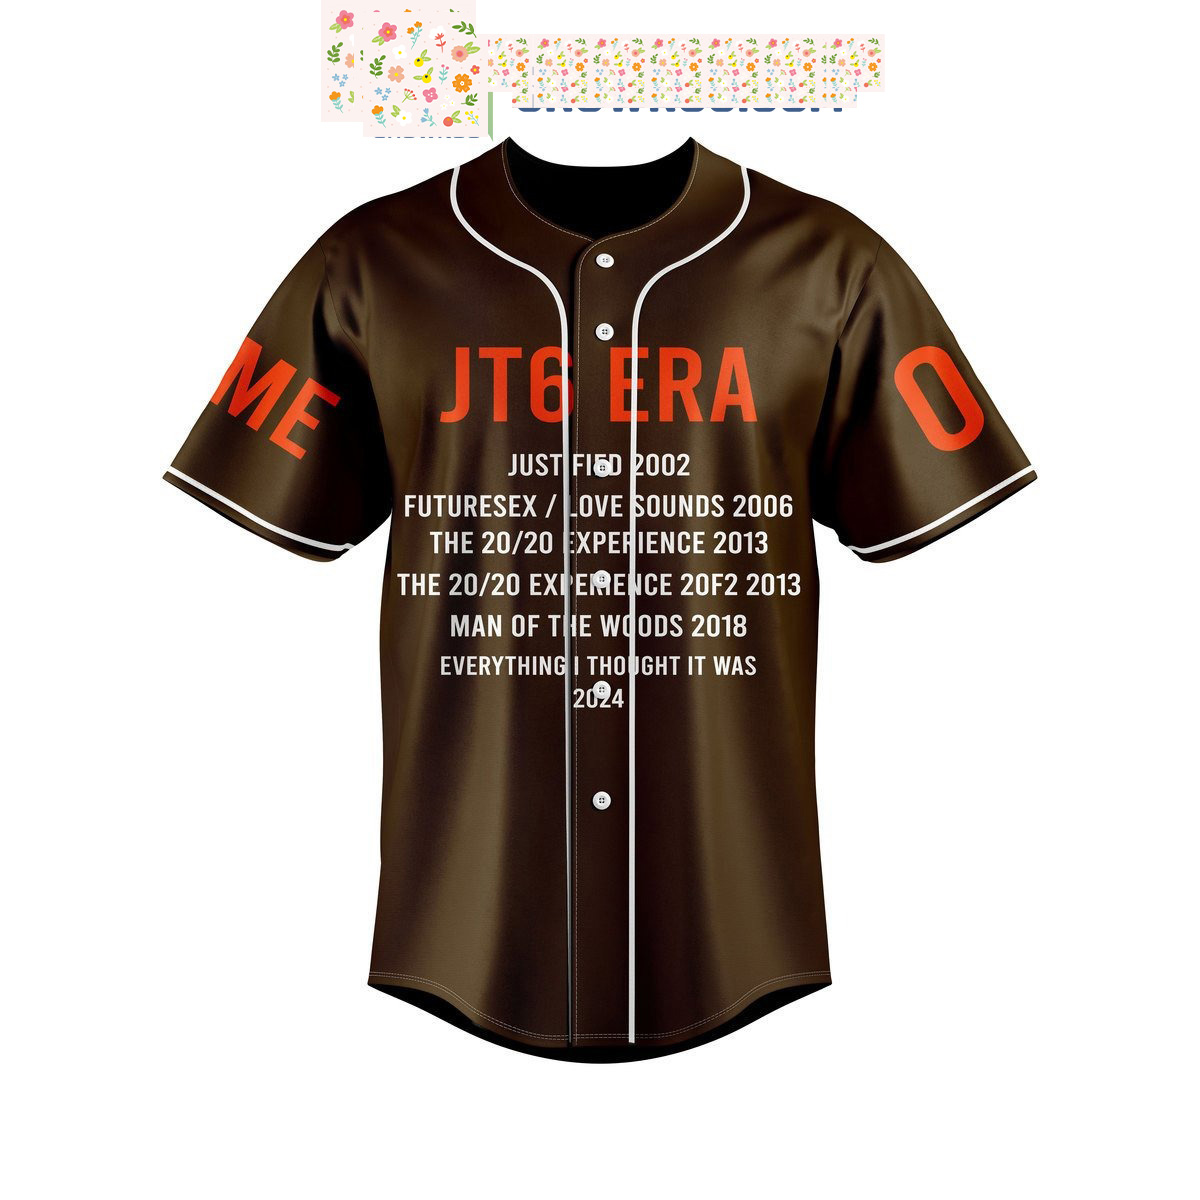 JT6 ERA
ME
O
JUSTIFIED 2002
FUTURESEX / LOVE SOUNDS 2006
THE 20/20 EXPERIENCE 2013
THE 20/20 EXPERIENCE 20F2 2013
MAN OF THE WOODS 2018
EVERYTHING I THOUGHT IT WAS
2024